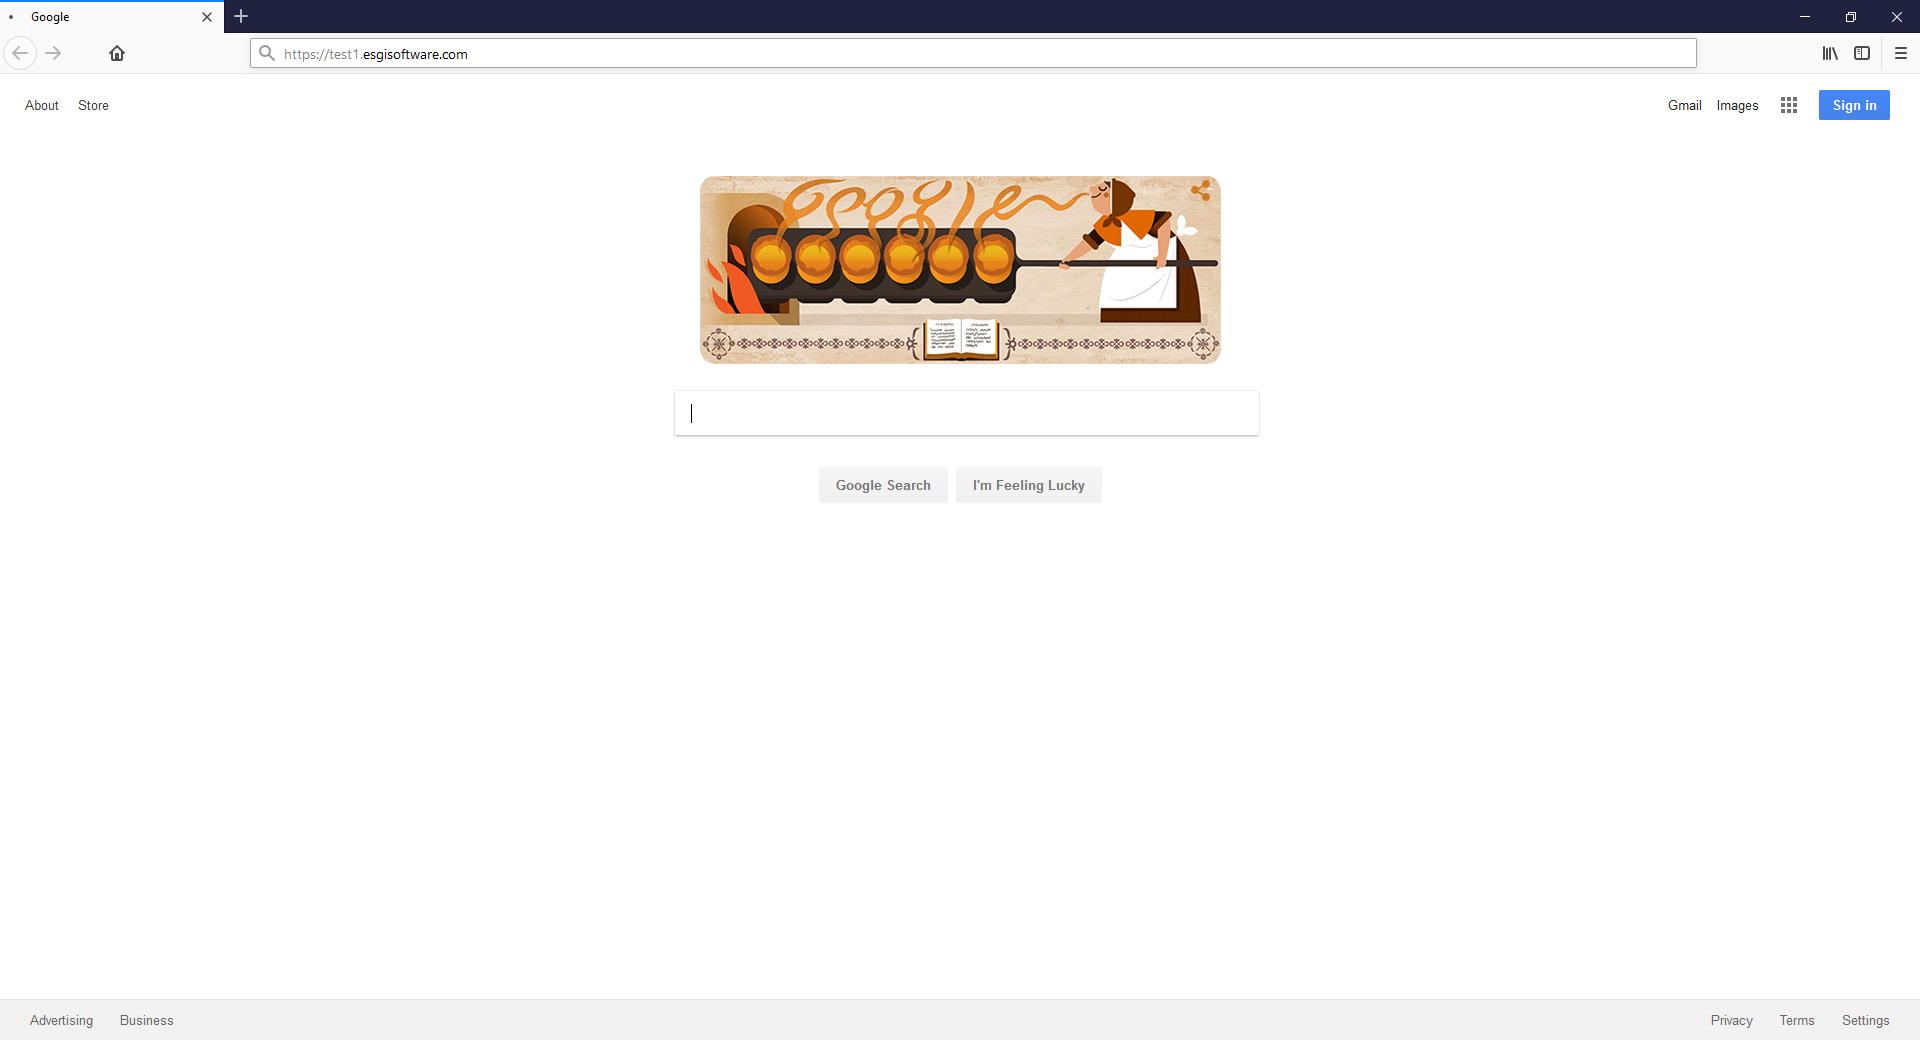 Google
https://test1.esgisoftware.com
About Store
Gmail Images Sign in
Google
Google Search I'm Feeling Lucky
Advertising Business
Privacy Terms Settings